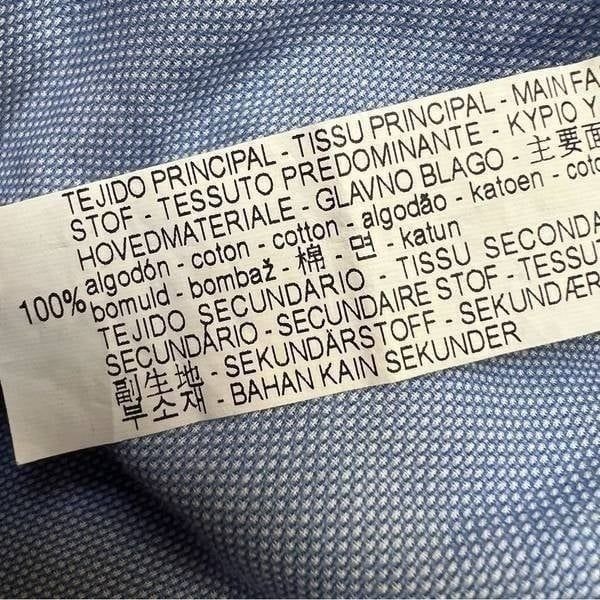 TEJIDO PRINCIPAL - TISSU PRINCIPAL - MAIN FA
STOF - TESSUTO PREDOMINANTE - KYPIO Y
HOVEDMATERIALE - GLAVNO BLAGO - 主要面
100% algodón - coton - cotton - algodão - katoen - coto
bomuld - bombaž - 棉 - 면 - katun
TEJIDO SECUNDARIO - TISSU SECONDA
SECUNDÁRIO - SECUNDAIRE STOF - TESSU
副生地 - SEKUNDÄRSTOFF - SEKUNDÆR
부소재 - BAHAN KAIN SEKUNDER